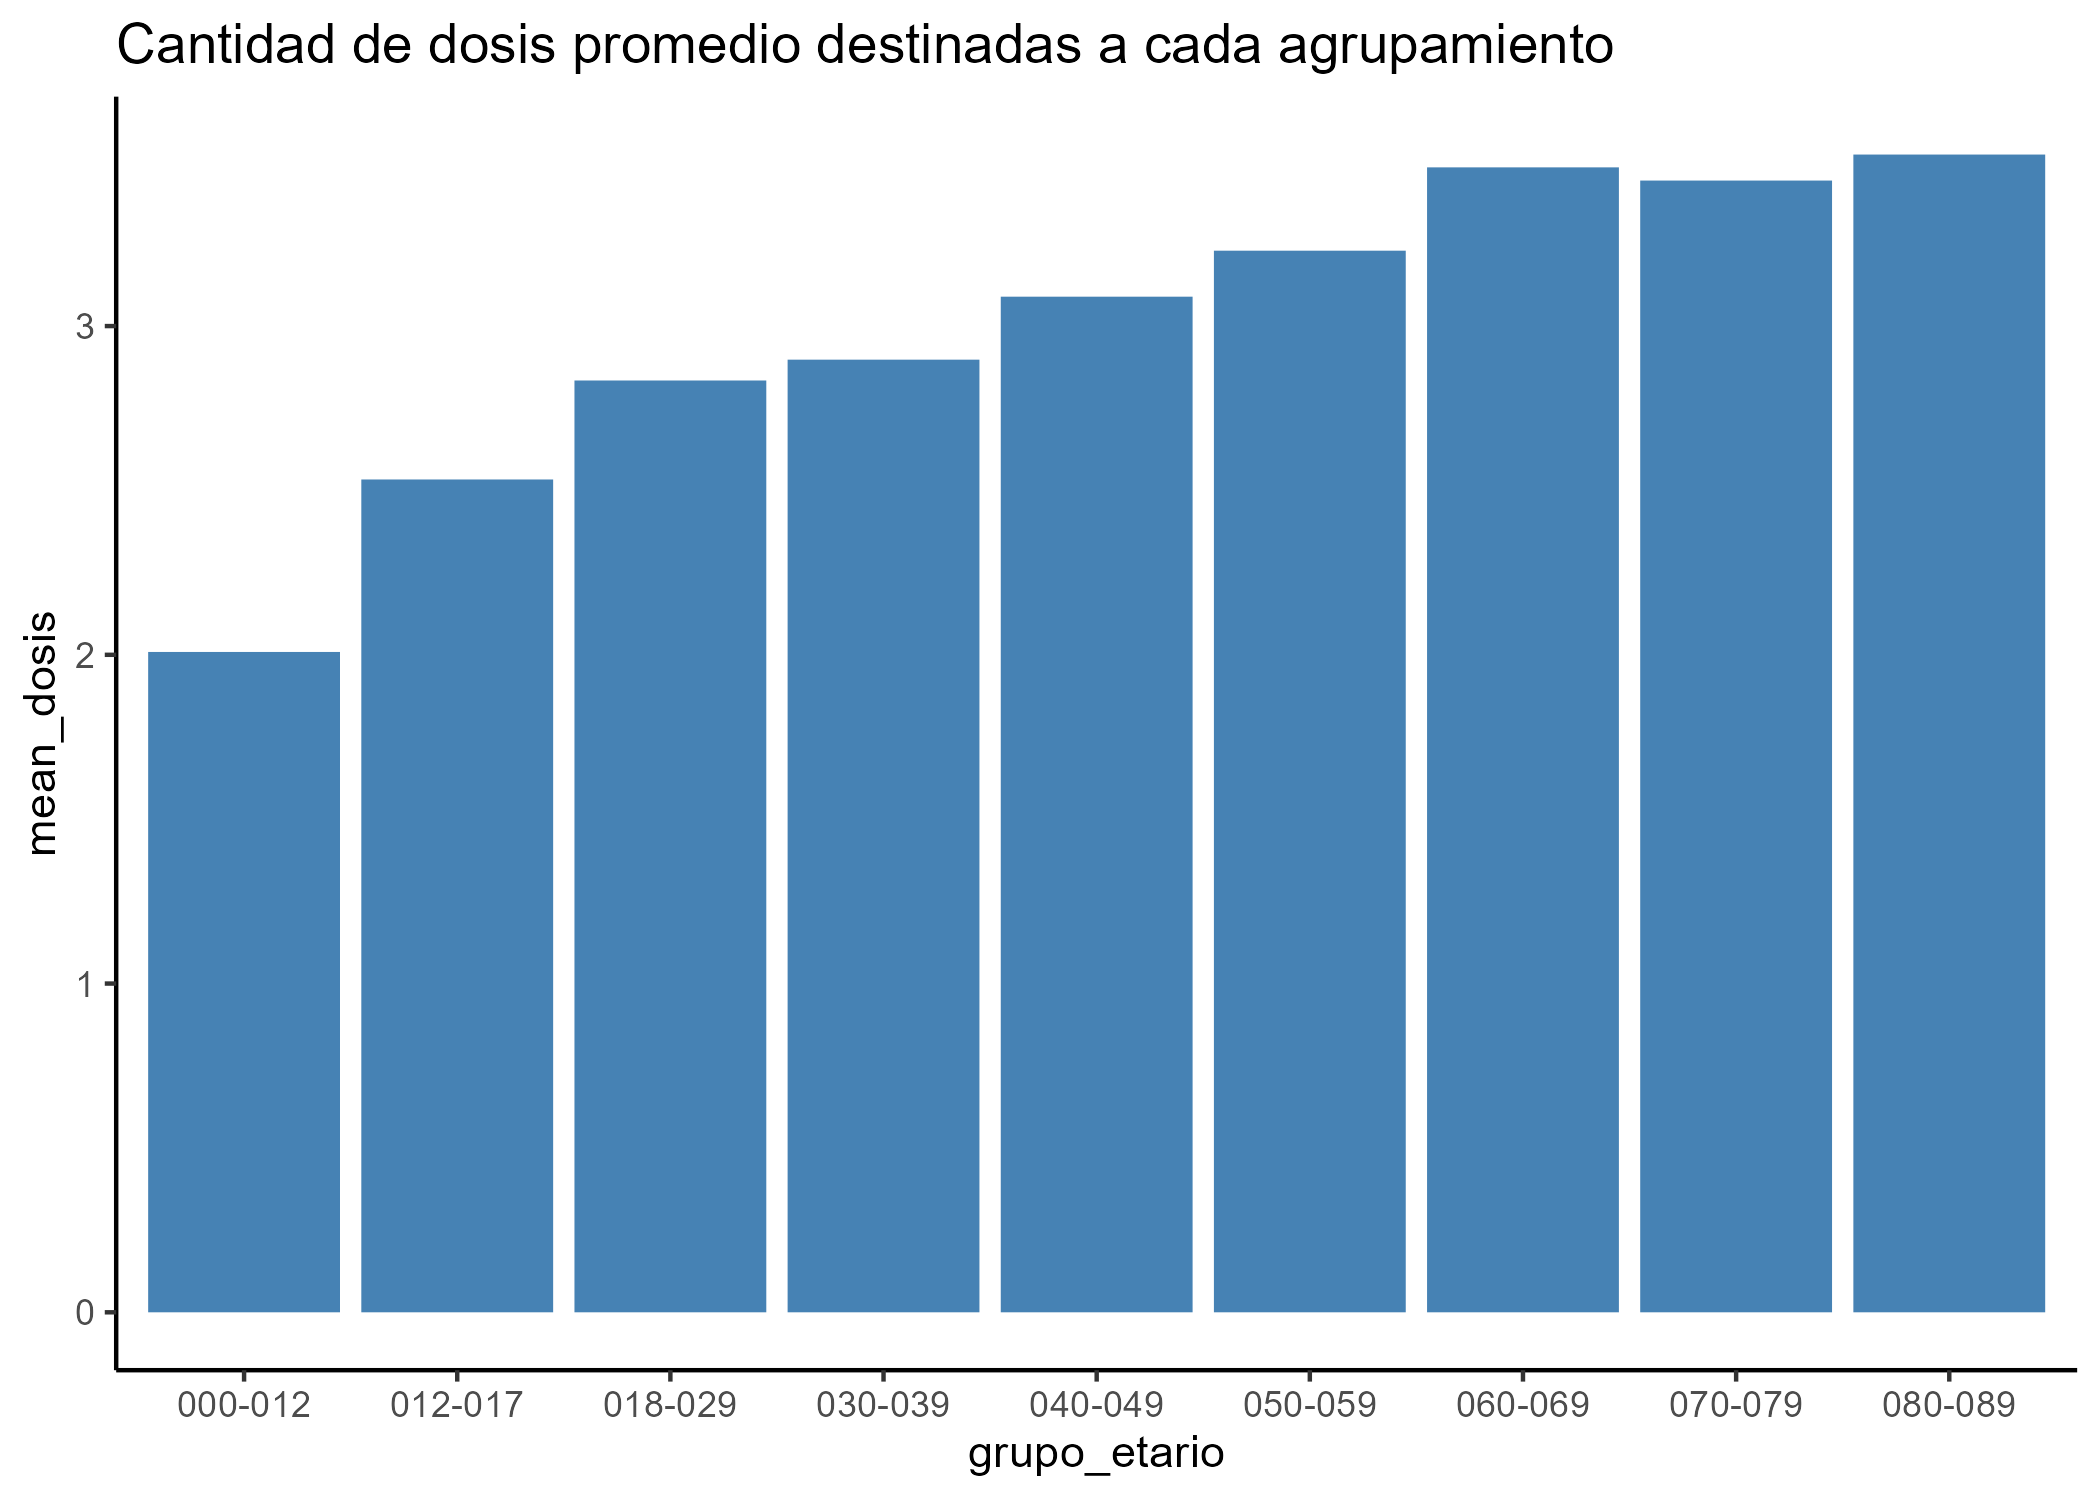 Cantidad de dosis promedio destinadas a cada agrupamiento
mean_dosis
3
2
1
0
000-012 012-017 018-029 030-039 040-049 050-059 060-069 070-079 080-089
grupo_etario